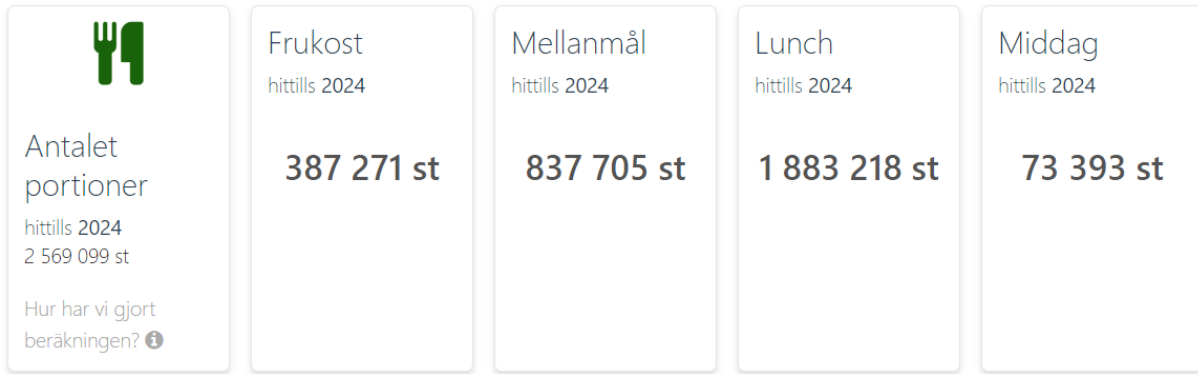 Antalet
portioner
hittills 2024
2 569 099 st
Hur har vi gjort
beräkningen?
Frukost
hittills 2024
387 271 st
Mellanmål
hittills 2024
837 705 st
Lunch
hittills 2024
1 883 218 st
Middag
hittills 2024
73 393 st